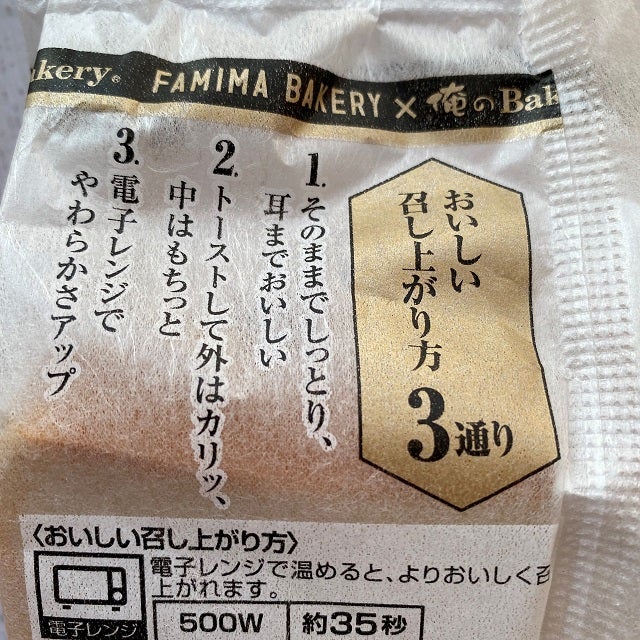 akery® FAMIMA BAKERY × 俺のBak
おいしい
召し上がり方
3通り
1. そのままでしっとり、
耳までおいしい
2. トーストして外はカリッ、
中はもちっと
3. 電子レンジで
やわらかさアップ
〈おいしい召し上がり方〉
電子レンジで温めると、よりおいしく召
上がれます。
電子レンジ
500W 約35秒